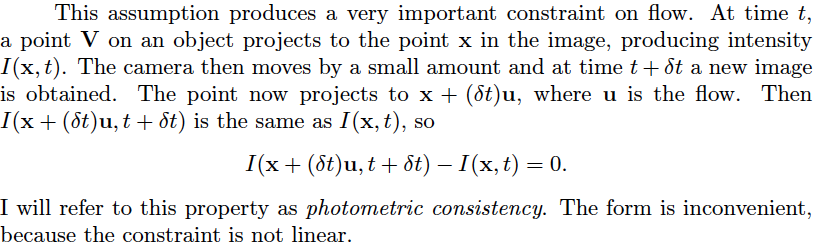 This assumption produces a very important constraint on flow. At time t,
a point V on an object projects to the point x in the image, producing intensity
I(x, t). The camera then moves by a small amount and at time t + δt a new image
is obtained. The point now projects to x + (δt)u, where u is the flow. Then
I(x + (δt)u, t + δt) is the same as I(x, t), so
I(x + (δt)u, t + δt) − I(x, t) = 0.
I will refer to this property as photometric consistency. The form is inconvenient,
because the constraint is not linear.